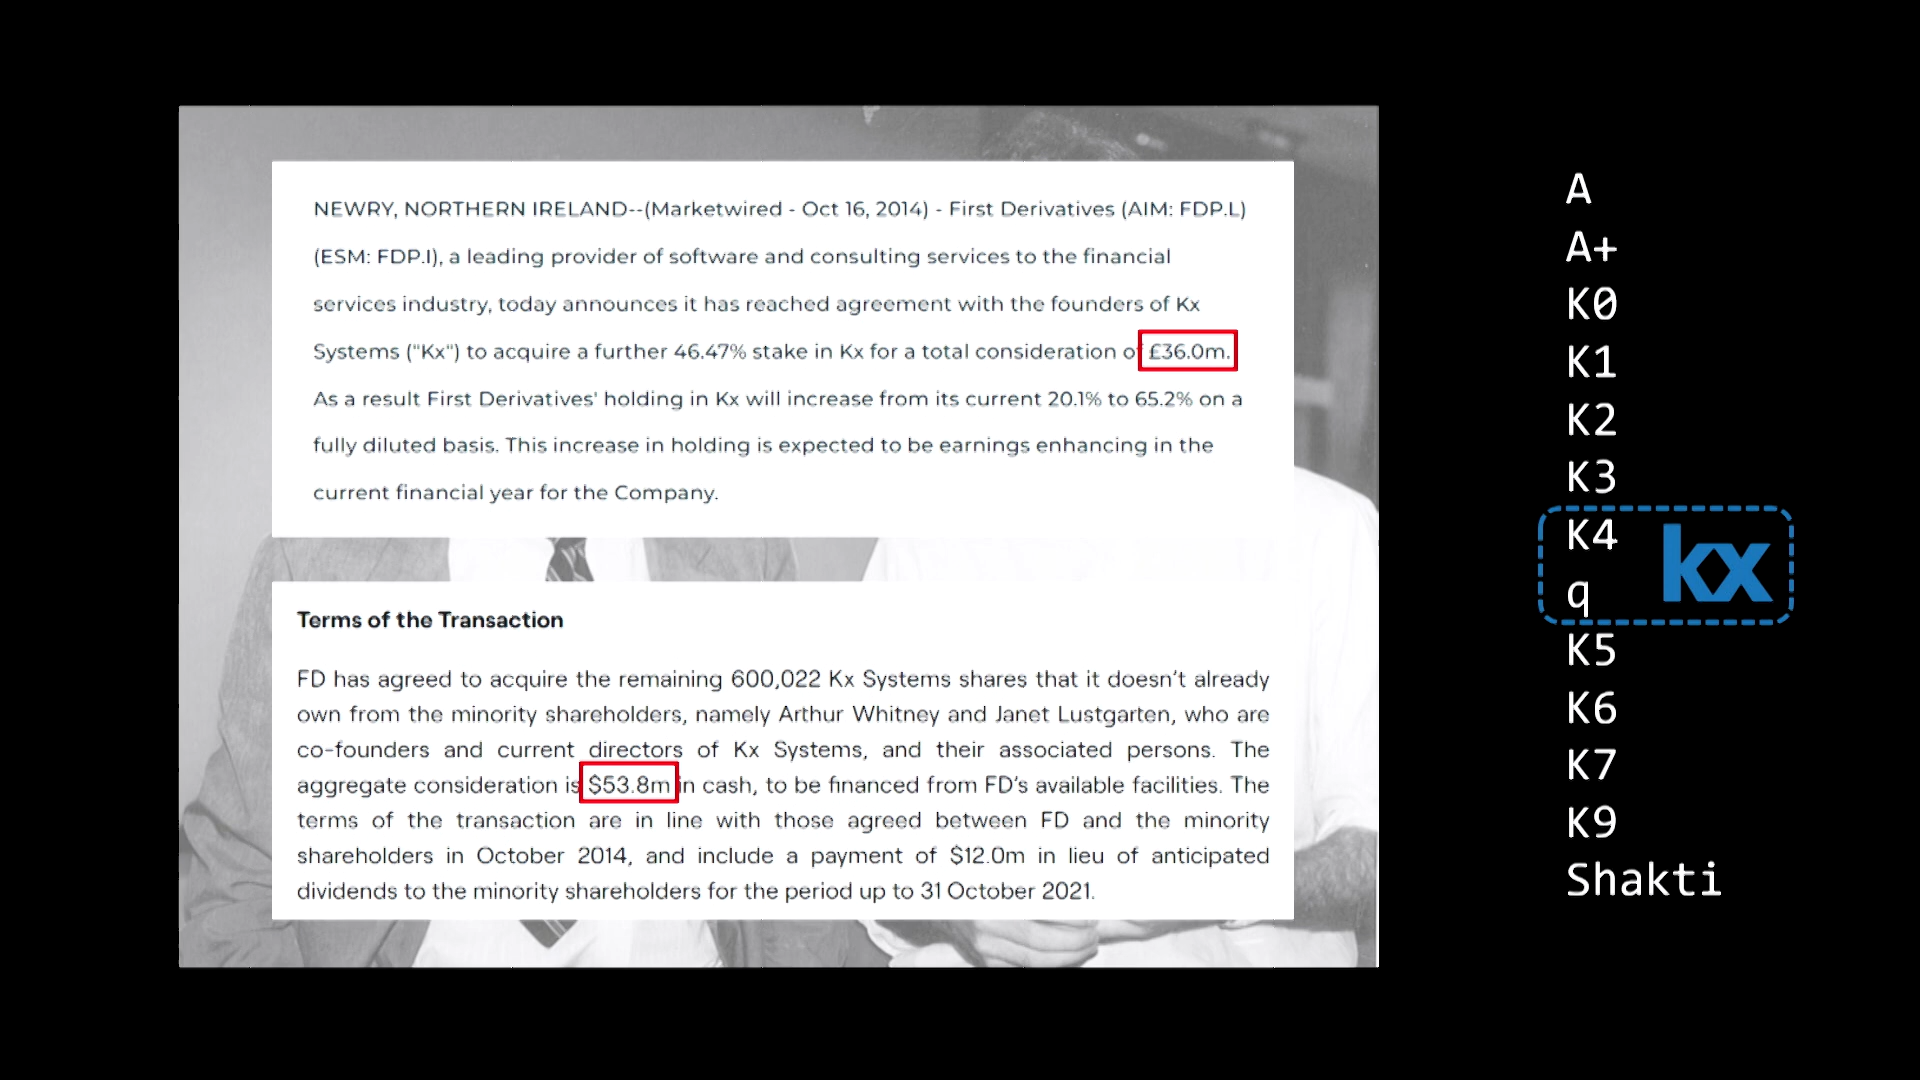 NEWRY, NORTHERN IRELAND--(Marketwired - Oct 16, 2014) - First Derivatives (AIM: FDP.L)
(ESM: FDP.I), a leading provider of software and consulting services to the financial
services industry, today announces it has reached agreement with the founders of Kx
Systems ("Kx") to acquire a further 46.47% stake in Kx for a total consideration of £36.0m.
As a result First Derivatives' holding in Kx will increase from its current 20.1% to 65.2% on a
fully diluted basis. This increase in holding is expected to be earnings enhancing in the
current financial year for the Company.
Terms of the Transaction
FD has agreed to acquire the remaining 600,022 Kx Systems shares that it doesn't already
own from the minority shareholders, namely Arthur Whitney and Janet Lustgarten, who are
co-founders and current directors of Kx Systems, and their associated persons. The
aggregate consideration is $53.8m in cash, to be financed from FD's available facilities. The
terms of the transaction are in line with those agreed between FD and the minority
shareholders in October 2014, and include a payment of $12.0m in lieu of anticipated
dividends to the minority shareholders for the period up to 31 October 2021.
A
A+
K0
K1
K2
K3
K4
q
kx
K5
K6
K7
K9
Shakti